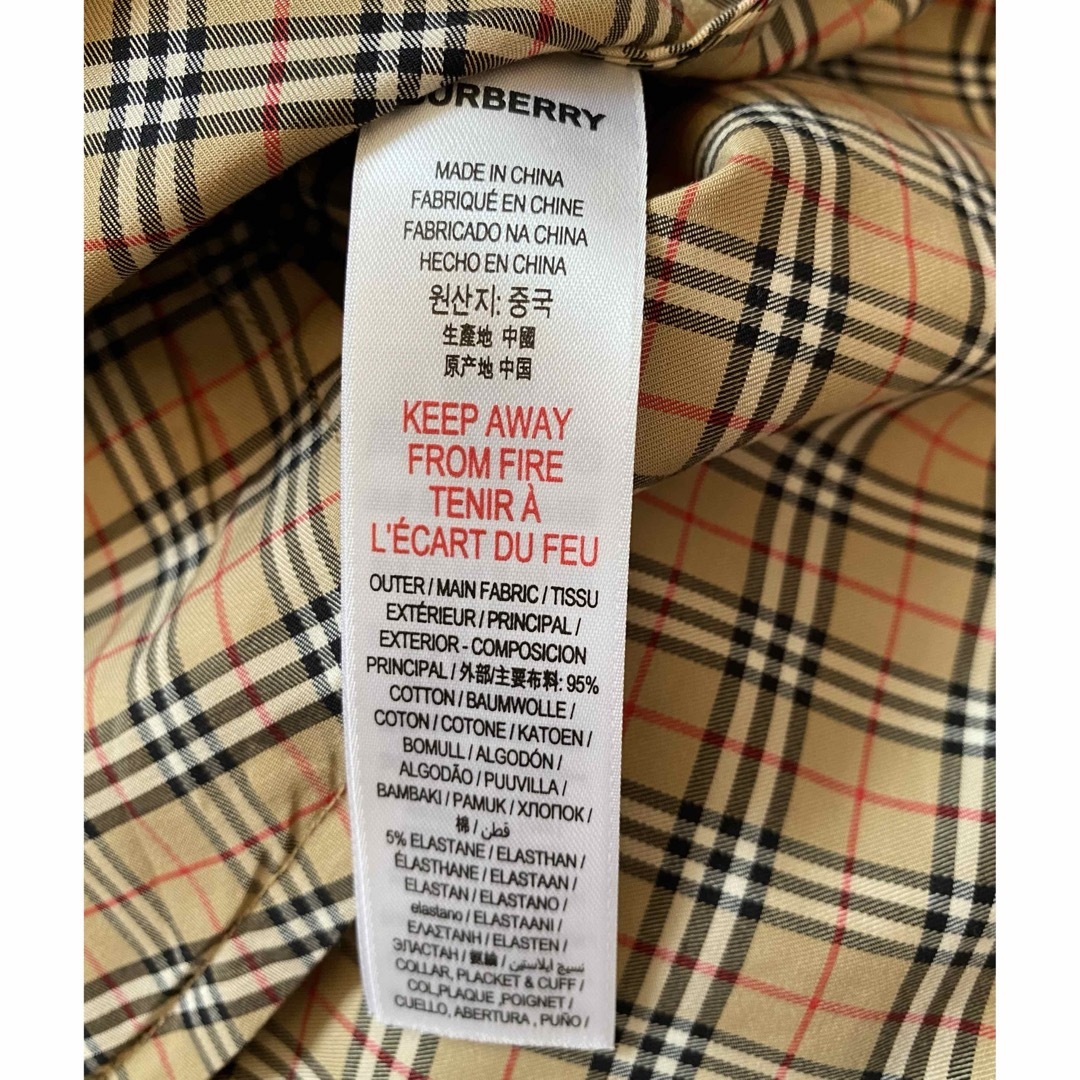 BURBERRY
MADE IN CHINA
FABRIQUÉ EN CHINE
FABRICADO NA CHINA
HECHO EN CHINA
원산지: 중국
生產地 中國
原产地 中国
KEEP AWAY
FROM FIRE
TENIR À
L'ÉCART DU FEU
OUTER / MAIN FABRIC / TISSU
EXTÉRIEUR / PRINCIPAL /
EXTERIOR - COMPOSICION
PRINCIPAL / 外部/主要布料: 95%
COTTON / BAUMWOLLE /
COTON / COTONE / KATOEN /
BOMULL / ALGODÓN /
ALGODÃO / PUUVILLA /
BAMBAKI / PAMUK / ХЛОПОК /
棉 / قطن /
5% ELASTANE / ELASTHAN /
ÉLASTHANE / ELASTAAN /
ELASTAN / ELASTANO /
elastano / ELASTAANI /
ΕΛΑΣΤΑΝΗ / ELASTEN /
ЭЛАСТАН / 氨綸 / نسيج ايلاستين /
COLLAR, PLACKET & CUFF /
COL,PLAQUE ,POIGNET /
CUELLO, ABERTURA , PUÑO /